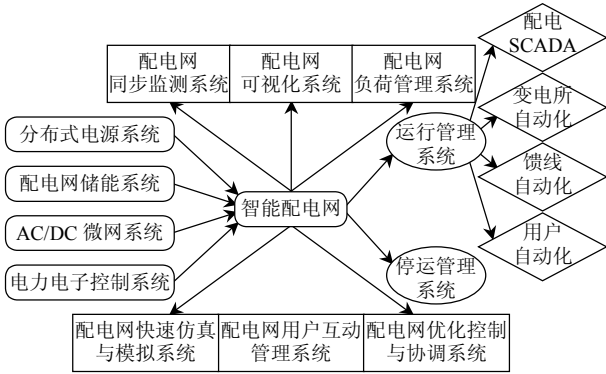 配电网
同步监测系统
配电网
可视化系统
配电网
负荷管理系统
配电
SCADA
变电所
自动化
馈线
自动化
用户
自动化
运行管理
系统
分布式电源系统
配电网储能系统
AC/DC 微网系统
电力电子控制系统
智能配电网
停运管理
系统
配电网快速仿真
与模拟系统
配电网用户互动
管理系统
配电网优化控制
与协调系统